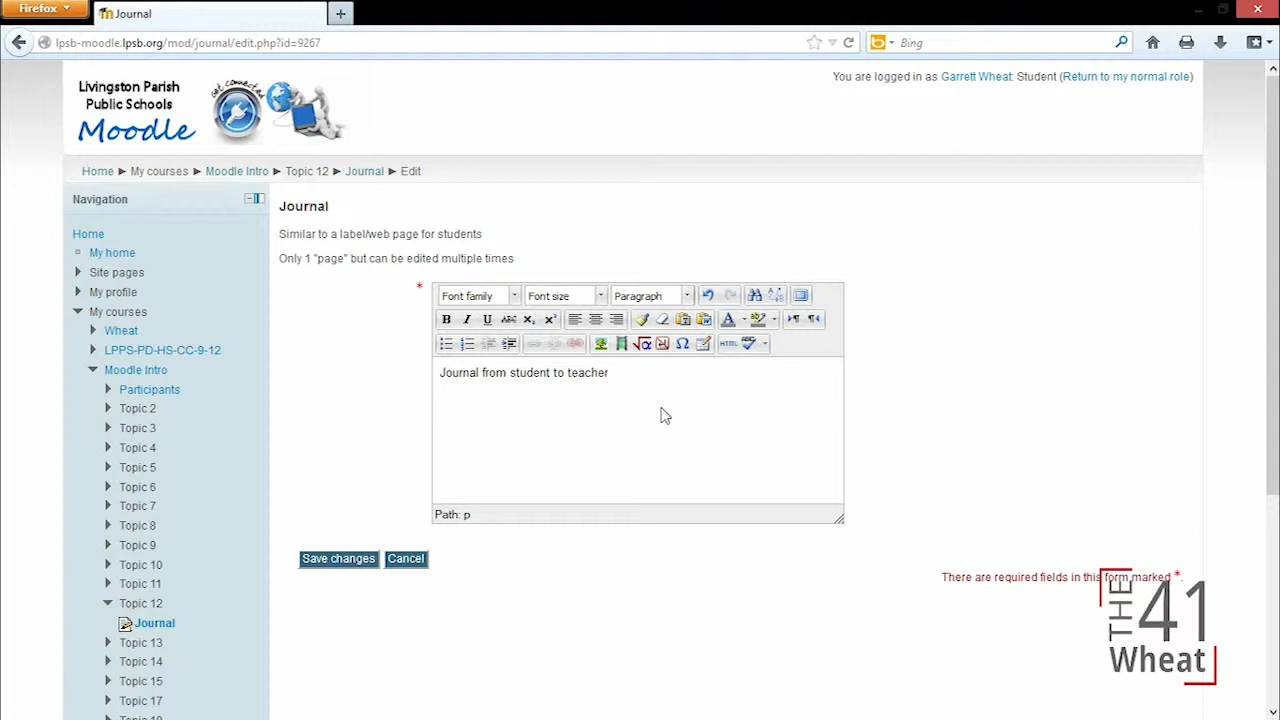 Firefox
Journal
lpsb-moodle.lpsb.org/mod/journal/edit.php?id=9267
Bing
Livingston Parish
Public Schools
Moodle
Get connected
You are logged in as Garrett Wheat: Student (Return to my normal role)
Home ► My courses ► Moodle Intro ► Topic 12 ► Journal ► Edit
Navigation
Home
My home
Site pages
My profile
My courses
Wheat
LPPS-PD-HS-CC-9-12
Moodle Intro
Participants
Topic 2
Topic 3
Topic 4
Topic 5
Topic 6
Topic 7
Topic 8
Topic 9
Topic 10
Topic 11
Topic 12
Journal
Topic 13
Topic 14
Topic 15
Topic 17
Journal
Similar to a label/web page for students
Only 1 "page" but can be edited multiple times
*
Font family Font size Paragraph
B I U ABC X₂ X²
HTML
Journal from student to teacher
Path: p
Save changes Cancel
There are required fields in this form marked *.
THE 41
Wheat